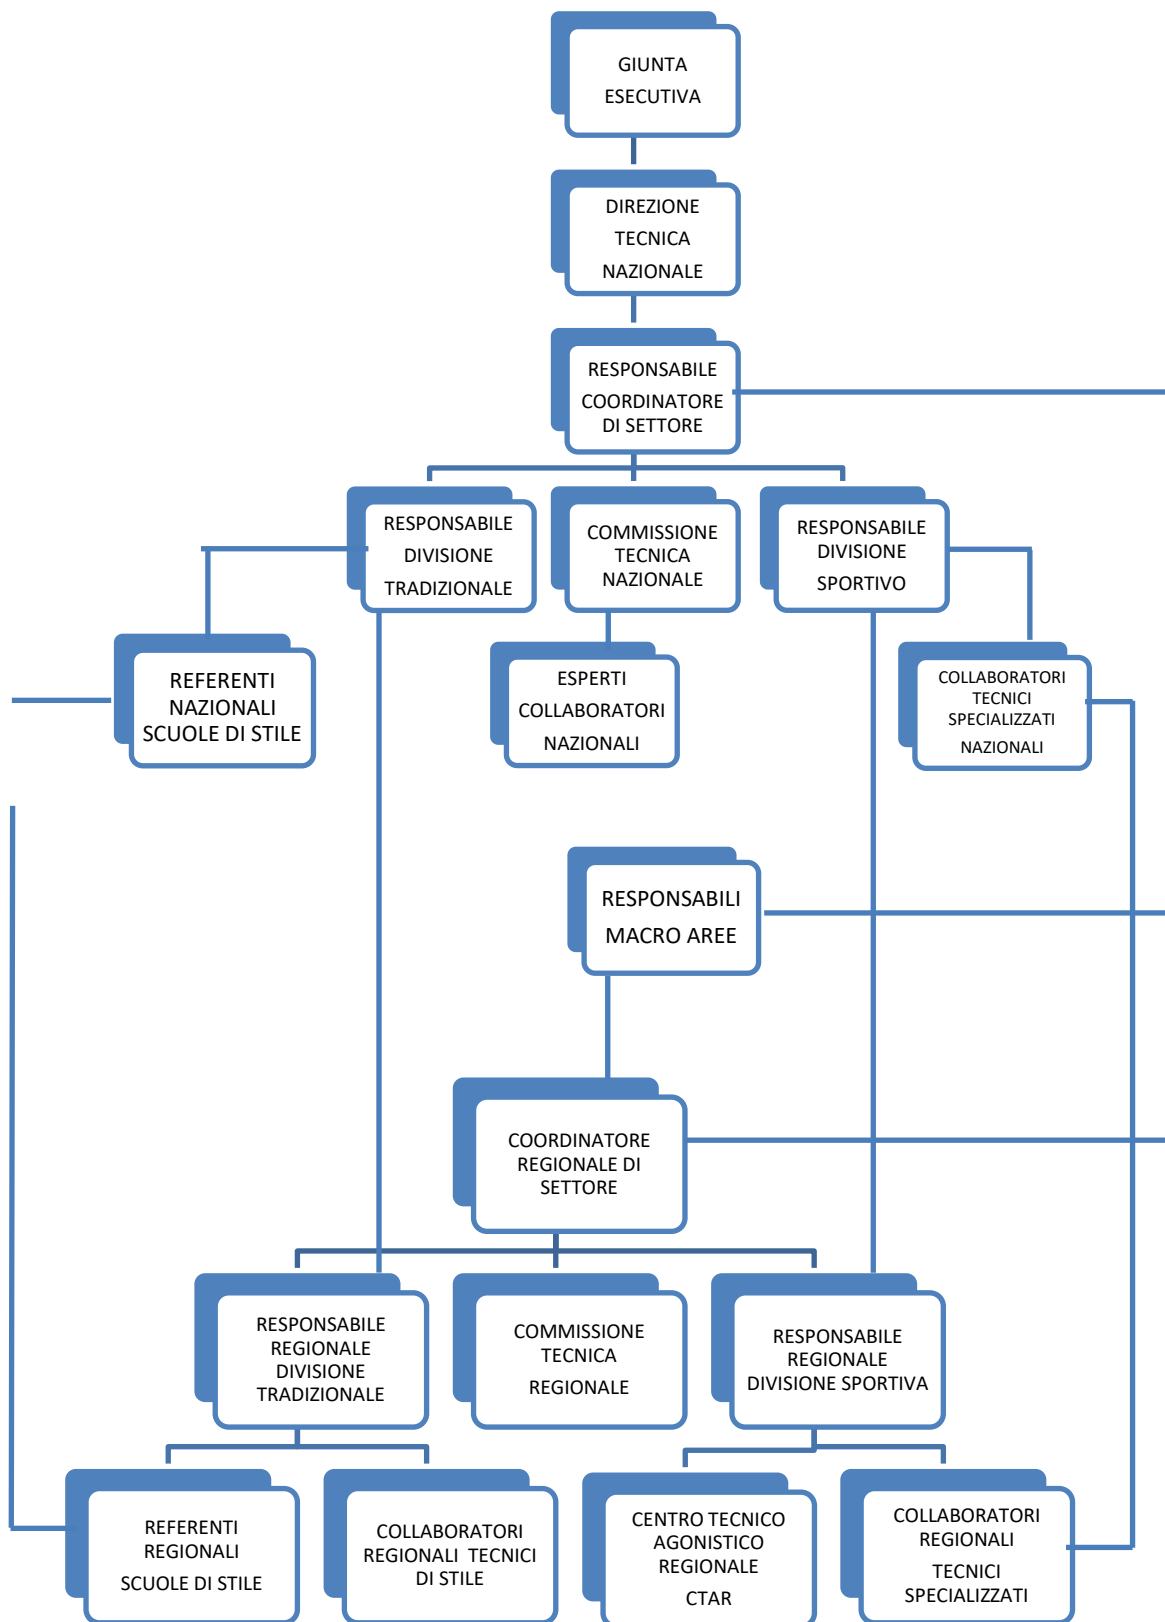 GIUNTA
ESECUTIVA
DIREZIONE
TECNICA
NAZIONALE
RESPONSABILE
COORDINATORE
DI SETTORE
RESPONSABILE
DIVISIONE
TRADIZIONALE
COMMISSIONE
TECNICA
NAZIONALE
RESPONSABILE
DIVISIONE
SPORTIVO
REFERENTI
NAZIONALI
SCUOLE DI STILE
ESPERTI
COLLABORATORI
NAZIONALI
COLLABORATORI
TECNICI
SPECIALIZZATI
NAZIONALI
RESPONSABILI
MACRO AREE
COORDINATORE
REGIONALE DI
SETTORE
RESPONSABILE
REGIONALE
DIVISIONE
TRADIZIONALE
COMMISSIONE
TECNICA
REGIONALE
RESPONSABILE
REGIONALE
DIVISIONE SPORTIVA
REFERENTI
REGIONALI
SCUOLE DI STILE
COLLABORATORI
REGIONALI TECNICI
DI STILE
CENTRO TECNICO
AGONISTICO
REGIONALE
CTAR
COLLABORATORI
REGIONALI
TECNICI
SPECIALIZZATI